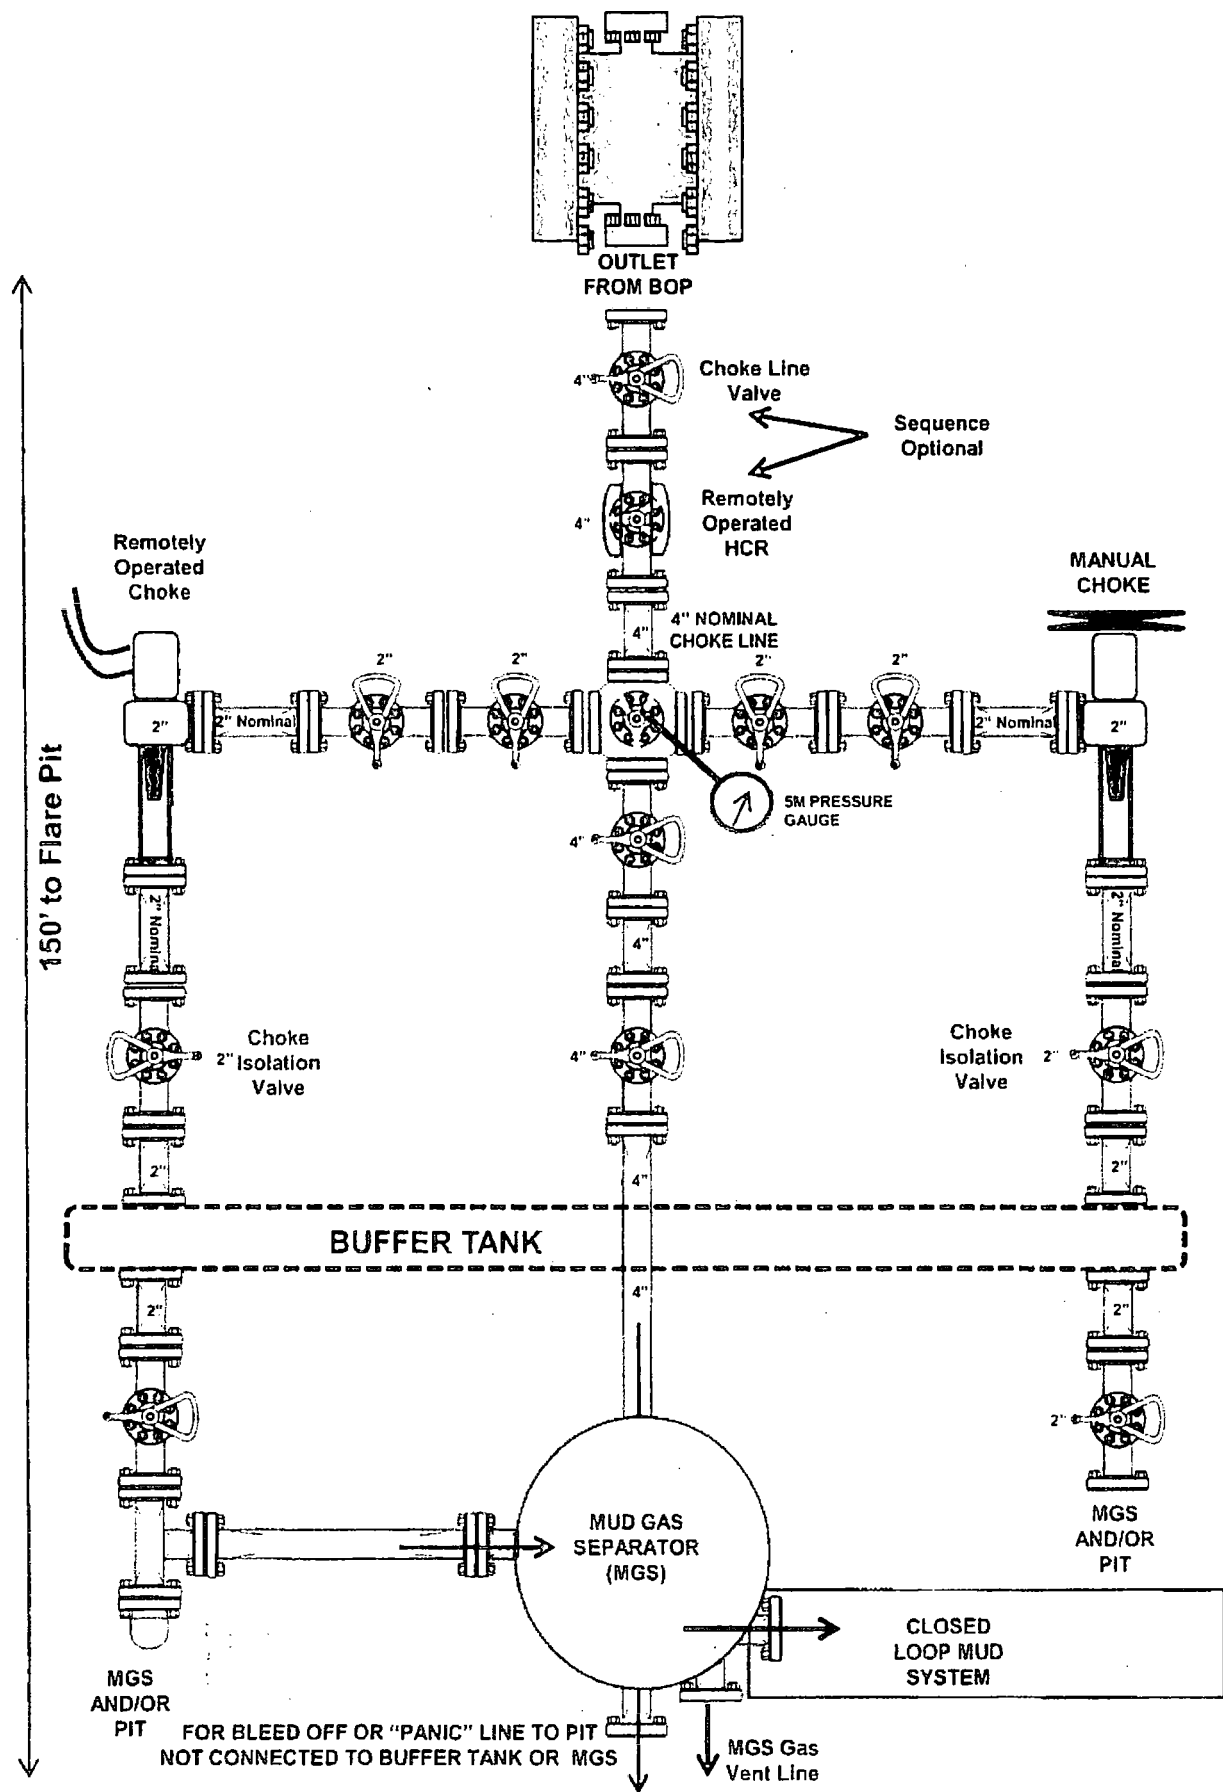 OUTLET
FROM BOP
4"
Choke Line
Valve
Sequence
Optional
4"
Remotely
Operated
HCR
Remotely
Operated
Choke
MANUAL
CHOKE
4"
4" NOMINAL
CHOKE LINE
2"
2"
2"
2"
2"
2" Nominal
2" Nominal
2"
5M PRESSURE
GAUGE
150' to Flare Pit
4"
2" Nominal
4"
2" Nominal
Choke
2" Isolation
Valve
4"
Choke
Isolation
Valve
2"
2"
4"
2"
BUFFER TANK
2"
4"
2"
2"
MUD GAS
SEPARATOR
(MGS)
MGS
AND/OR
PIT
CLOSED
LOOP MUD
SYSTEM
MGS
AND/OR
PIT
FOR BLEED OFF OR "PANIC" LINE TO PIT
NOT CONNECTED TO BUFFER TANK OR MGS
MGS Gas
Vent Line